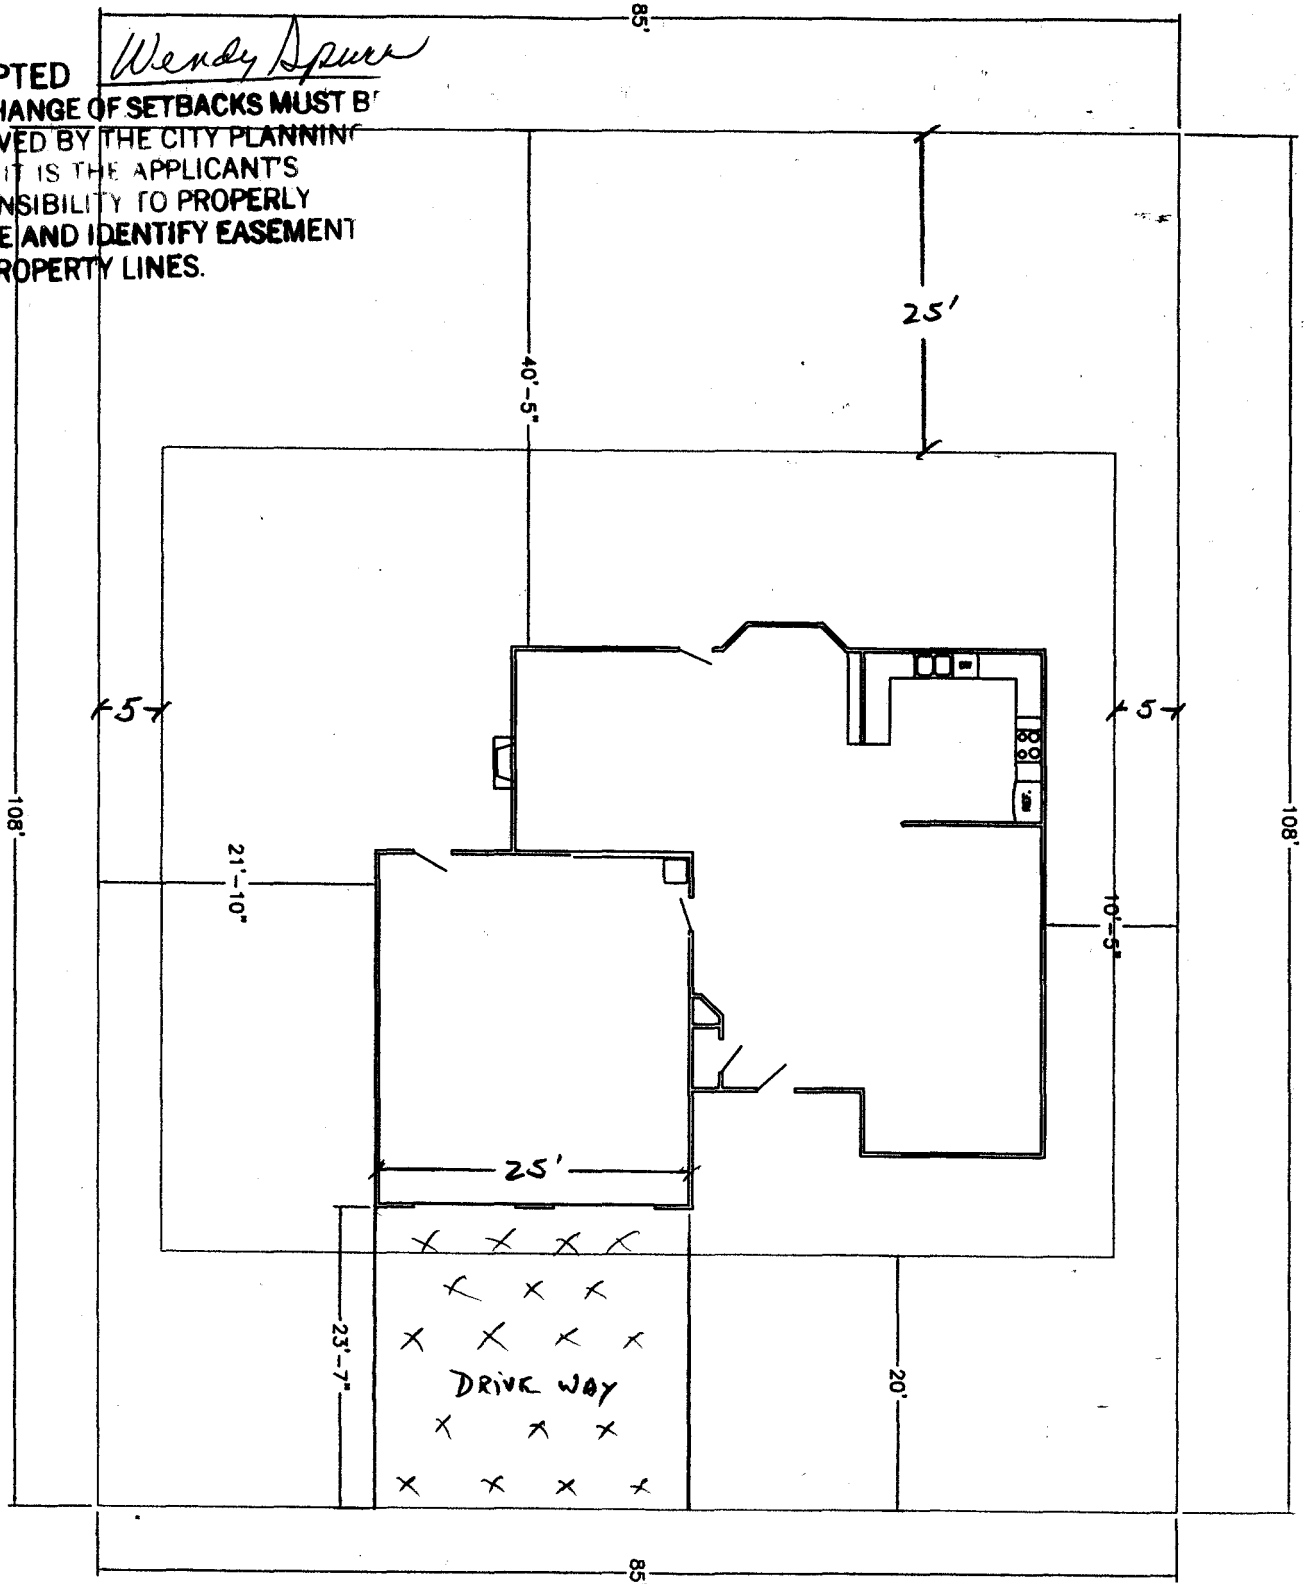 85'
Wendy Spurr
PTED
HANGE OF SETBACKS MUST B
VED BY THE CITY PLANNIN
IT IS THE APPLICANT'S
NSIBILITY TO PROPERLY
E AND IDENTIFY EASEMENT
ROPERTY LINES.
25'
40'-5"
5
5
REF.
108'
108'
21'-10"
10'-5"
25'
23'-7"
DRIVE WAY
20'
85